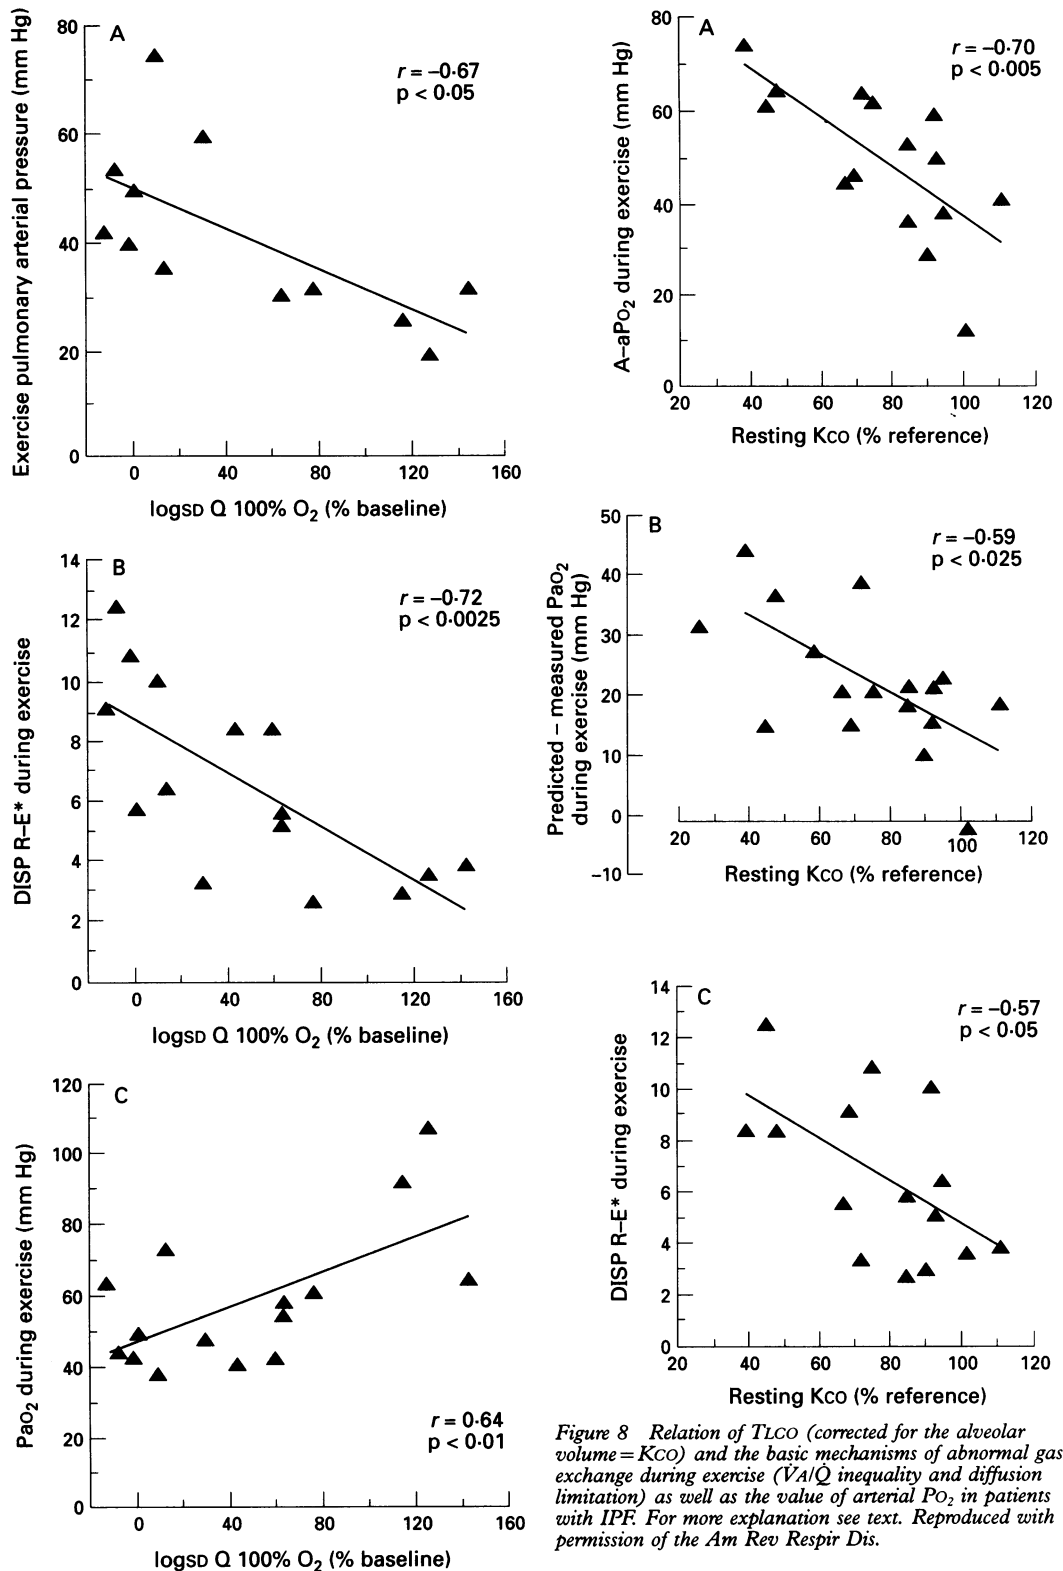 A
r = −0·67
p < 0·05
80
60
40
20
0
Exercise pulmonary arterial pressure (mm Hg)
0 40 80 120 160
logSD Q 100% O2 (% baseline)
B
r = −0·72
p < 0·0025
14
12
10
8
6
4
2
0
DISP R–E* during exercise
0 40 80 120 160
logSD Q 100% O2 (% baseline)
C
120
100
80
60
40
20
0
PaO2 during exercise (mm Hg)
r = 0·64
p < 0·01
0 40 80 120 160
logSD Q 100% O2 (% baseline)
A
r = −0·70
p < 0·005
80
60
40
20
0
A–aPO2 during exercise (mm Hg)
20 40 60 80 100 120
Resting KCO (% reference)
B
r = −0·59
p < 0·025
50
40
30
20
10
0
−10
Predicted – measured PaO2
during exercise (mm Hg)
20 40 60 80 100 120
Resting KCO (% reference)
C
r = −0·57
p < 0·05
14
12
10
8
6
4
2
0
DISP R–E* during exercise
20 40 60 80 100 120
Resting KCO (% reference)
Figure 8 Relation of TLCO (corrected for the alveolar
volume = KCO) and the basic mechanisms of abnormal gas
exchange during exercise (V̇A/Q̇ inequality and diffusion
limitation) as well as the value of arterial PO2 in patients
with IPF. For more explanation see text. Reproduced with
permission of the Am Rev Respir Dis.